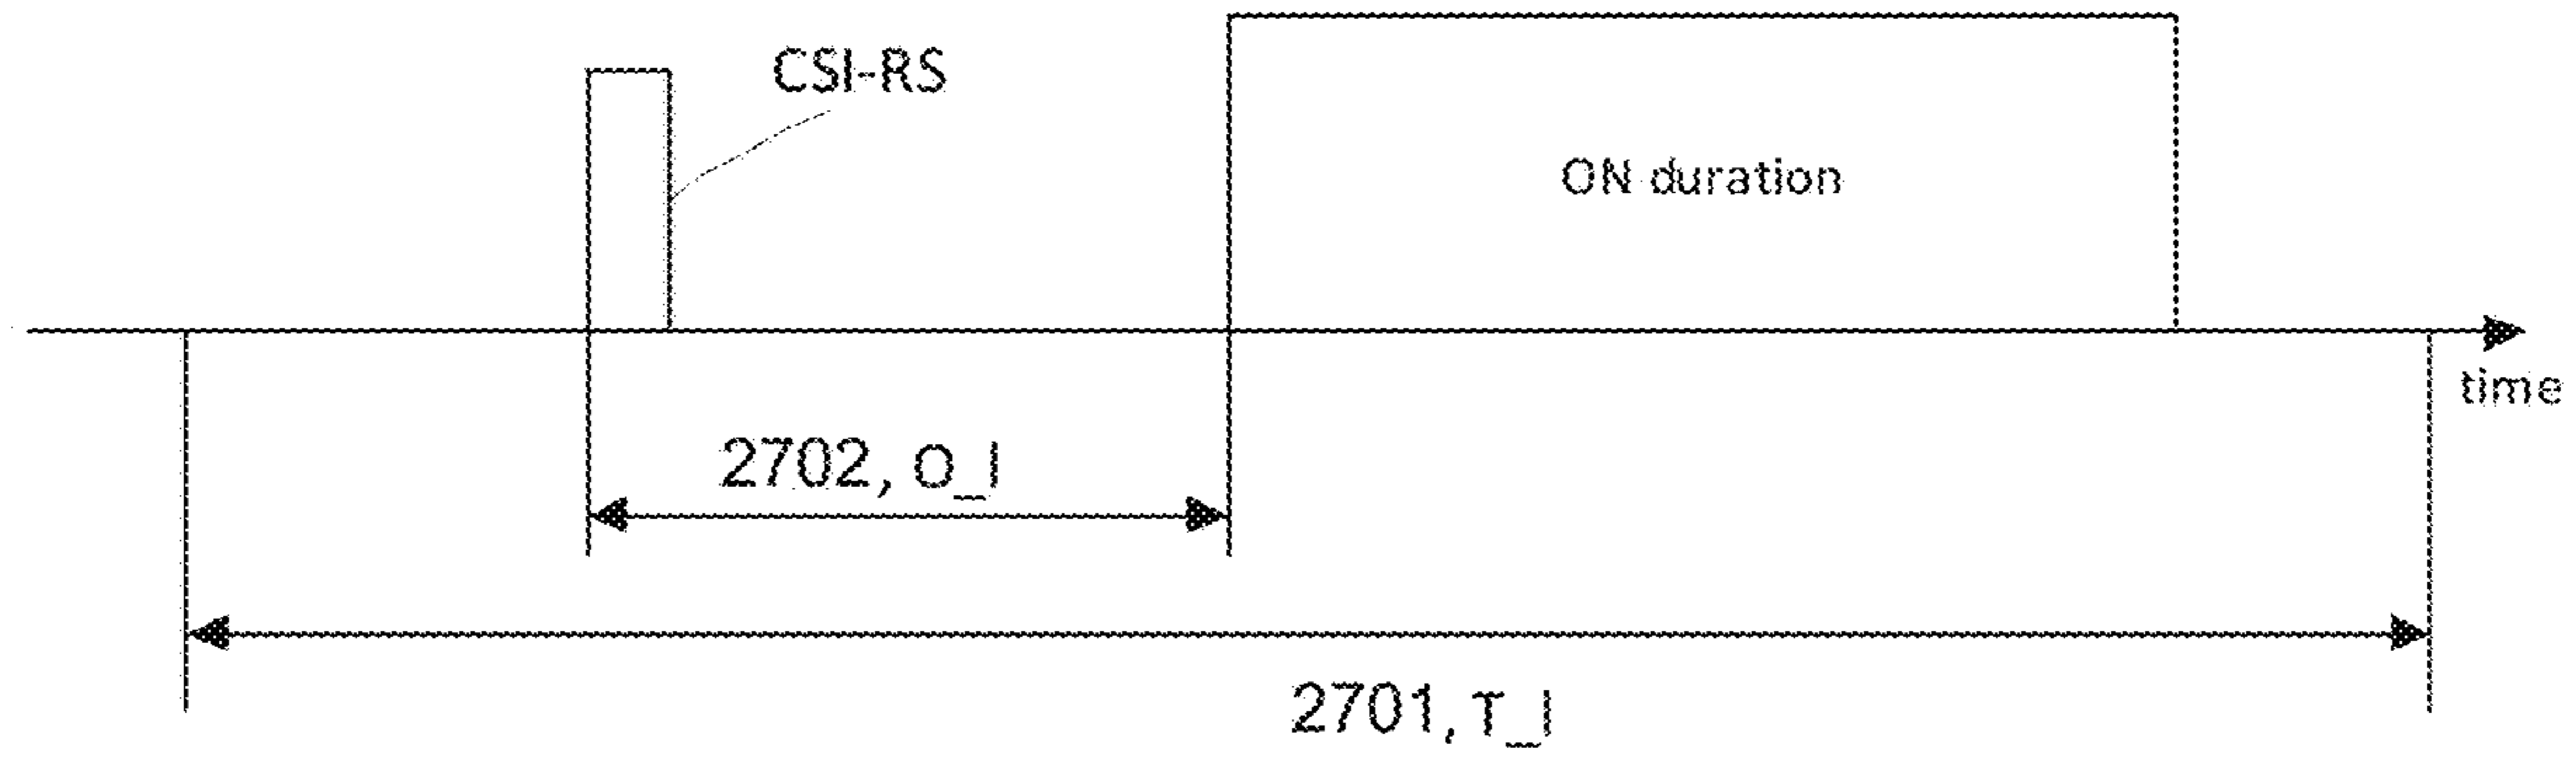 CSI-RS
ON duration
time
2702, O_I
2701, T_I